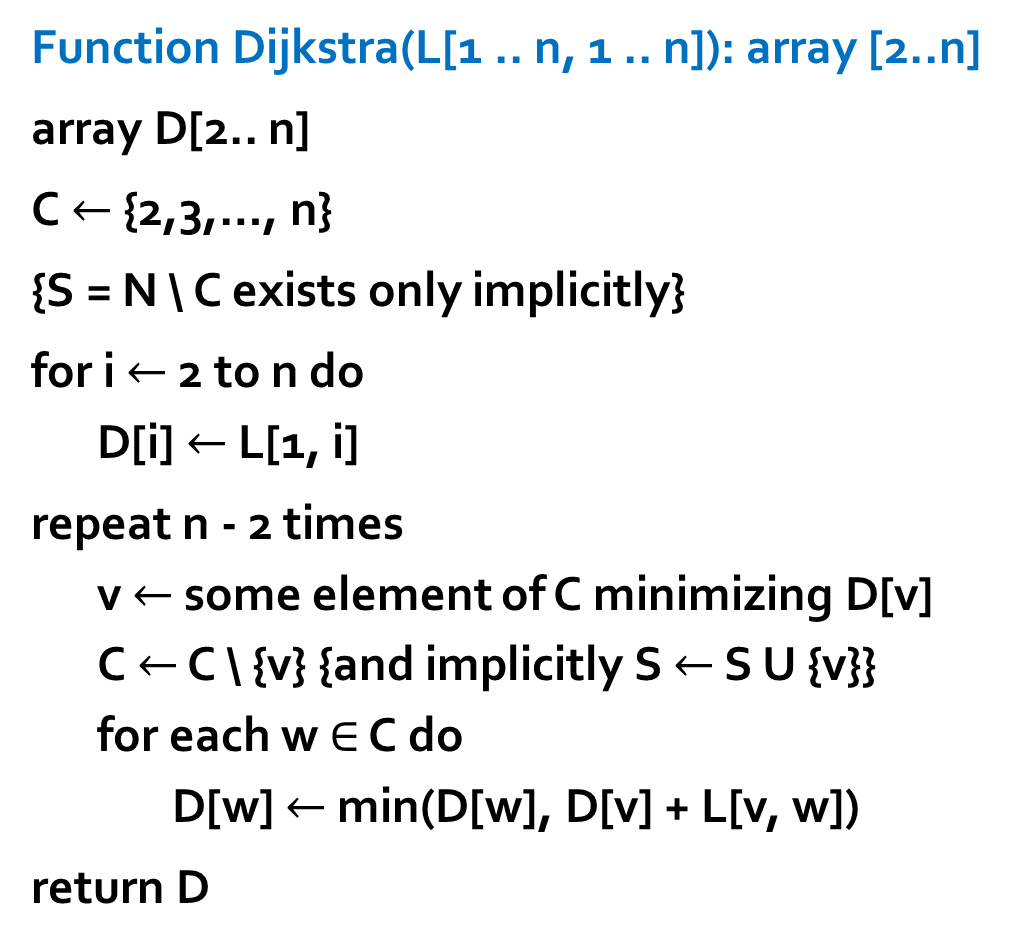 Function Dijkstra(L[1 .. n, 1 .. n]): array [2..n]
array D[2.. n]
C ← {2,3,..., n}
{S = N \ C exists only implicitly}
for i ← 2 to n do
D[i] ← L[1, i]
repeat n - 2 times
v ← some element of C minimizing D[v]
C ← C \ {v} {and implicitly S ← S U {v}}
for each w ∈ C do
D[w] ← min(D[w], D[v] + L[v, w])
return D